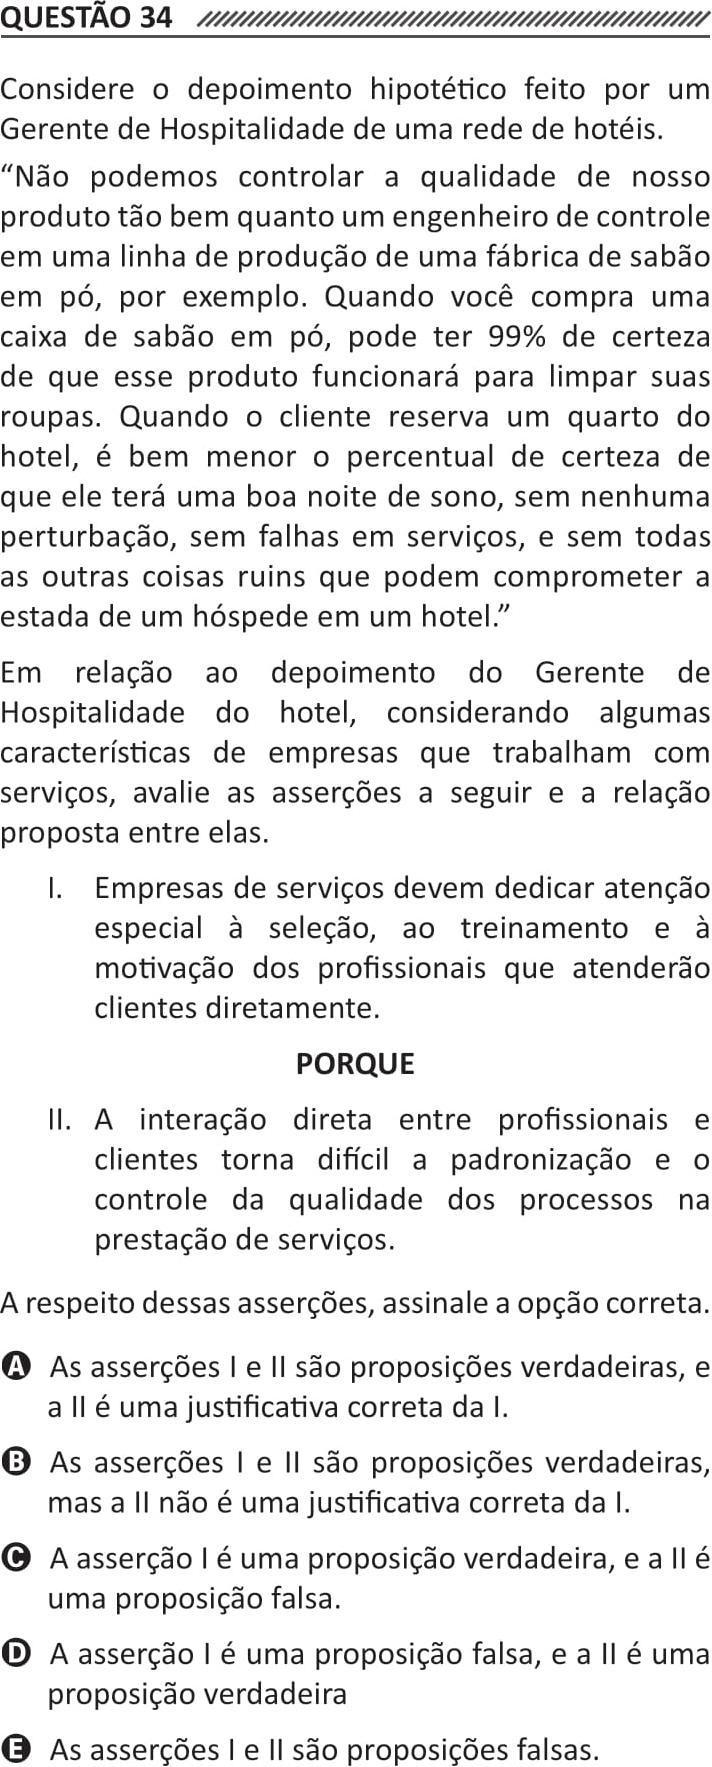 QUESTÃO 34
Considere o depoimento hipotético feito por um
Gerente de Hospitalidade de uma rede de hotéis.
“Não podemos controlar a qualidade de nosso
produto tão bem quanto um engenheiro de controle
em uma linha de produção de uma fábrica de sabão
em pó, por exemplo. Quando você compra uma
caixa de sabão em pó, pode ter 99% de certeza
de que esse produto funcionará para limpar suas
roupas. Quando o cliente reserva um quarto do
hotel, é bem menor o percentual de certeza de
que ele terá uma boa noite de sono, sem nenhuma
perturbação, sem falhas em serviços, e sem todas
as outras coisas ruins que podem comprometer a
estada de um hóspede em um hotel.”
Em relação ao depoimento do Gerente de
Hospitalidade do hotel, considerando algumas
características de empresas que trabalham com
serviços, avalie as asserções a seguir e a relação
proposta entre elas.
I. Empresas de serviços devem dedicar atenção
especial à seleção, ao treinamento e à
motivação dos profissionais que atenderão
clientes diretamente.
PORQUE
II. A interação direta entre profissionais e
clientes torna difícil a padronização e o
controle da qualidade dos processos na
prestação de serviços.
A respeito dessas asserções, assinale a opção correta.
A As asserções I e II são proposições verdadeiras, e
a II é uma justificativa correta da I.
B As asserções I e II são proposições verdadeiras,
mas a II não é uma justificativa correta da I.
C A asserção I é uma proposição verdadeira, e a II é
uma proposição falsa.
D A asserção I é uma proposição falsa, e a II é uma
proposição verdadeira
E As asserções I e II são proposições falsas.